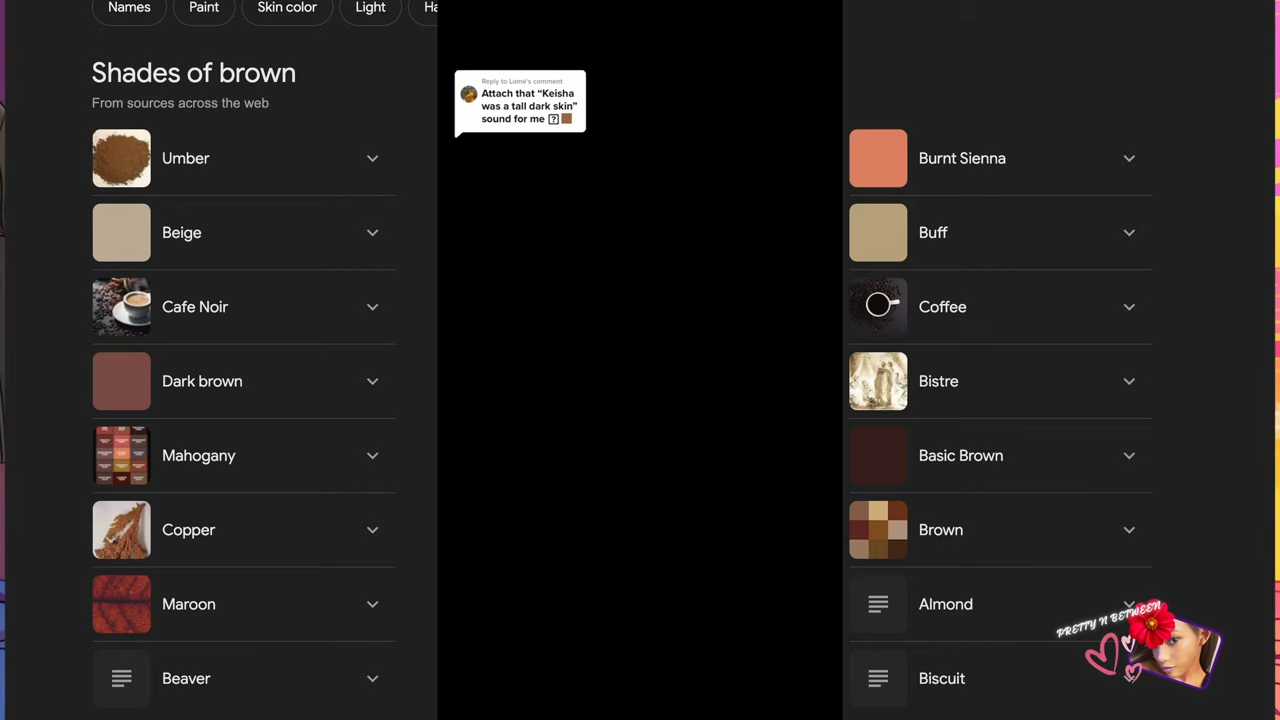 Names
Paint
Skin color
Light
Ha
Shades of brown
From sources across the web
Umber
Beige
Cafe Noir
Dark brown
Mahogany
Copper
Maroon
Beaver
Reply to Lomé's comment
Attach that “Keisha
was a tall dark skin”
sound for me
Burnt Sienna
Buff
Coffee
Bistre
Basic Brown
Brown
Almond
Biscuit
PRETTY N BETWEEN